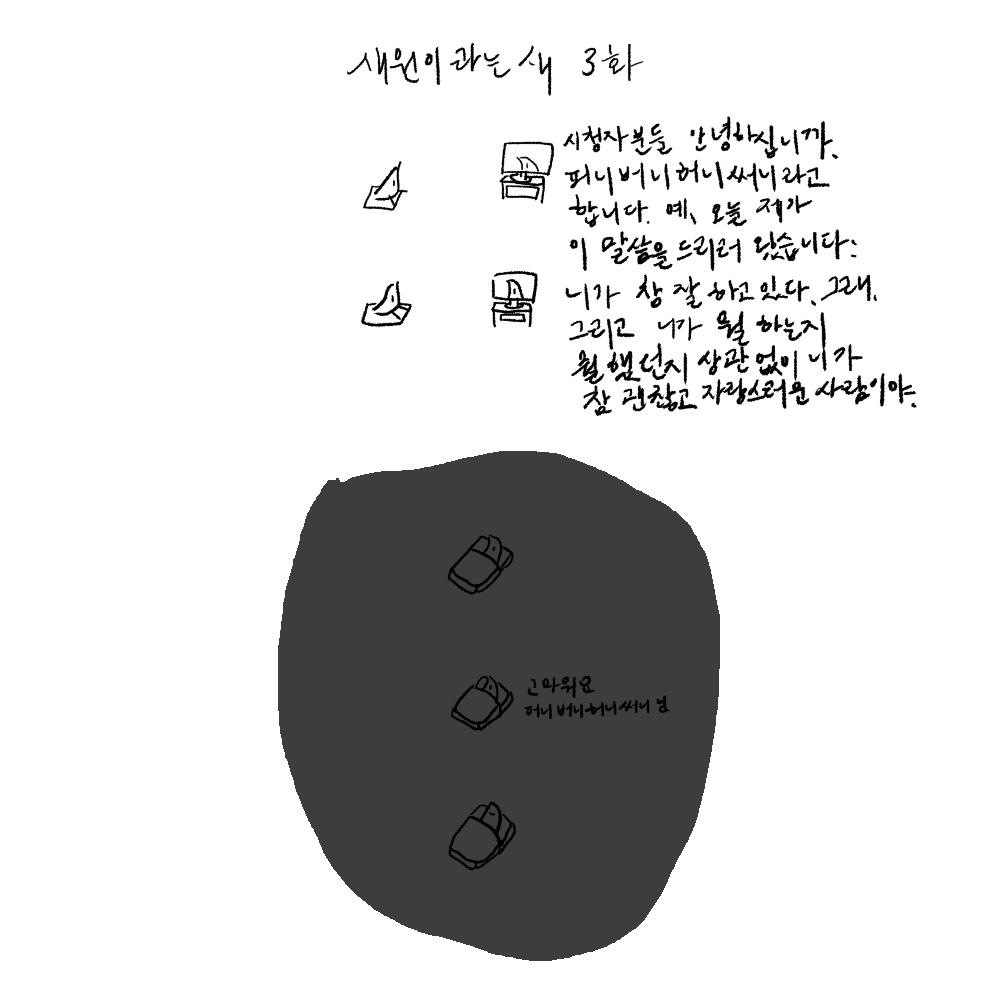 새원이라는 새 3화
시청자분들 안녕하십니까.
퍼니버니허니써니라고
합니다. 예, 오늘 제가
이 말씀을 드리러 왔습니다:
니가 참 잘 하고 있다. 그래.
그리고 니가 뭘 하는지
뭘 했던지 상관 없이 니가
참 괜찮고 자랑스러운 사람이야.
고마워요
퍼니버니허니써니 님